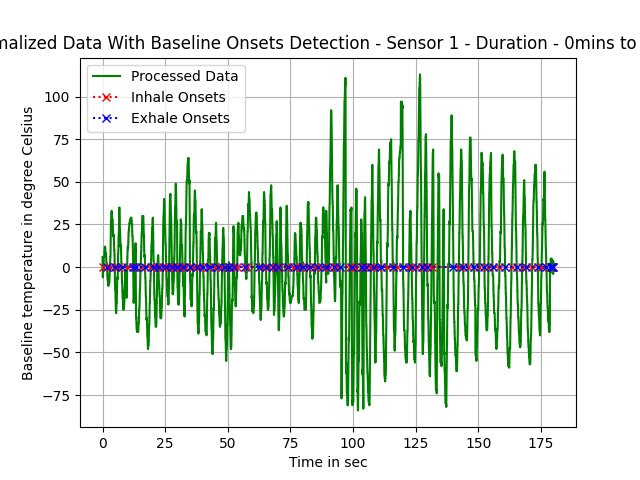 malized Data With Baseline Onsets Detection - Sensor 1 - Duration - 0mins to
Processed Data
Inhale Onsets
Exhale Onsets
Baseline temperature in degree Celsius
100
75
50
25
0
−25
−50
−75
0 25 50 75 100 125 150 175
Time in sec